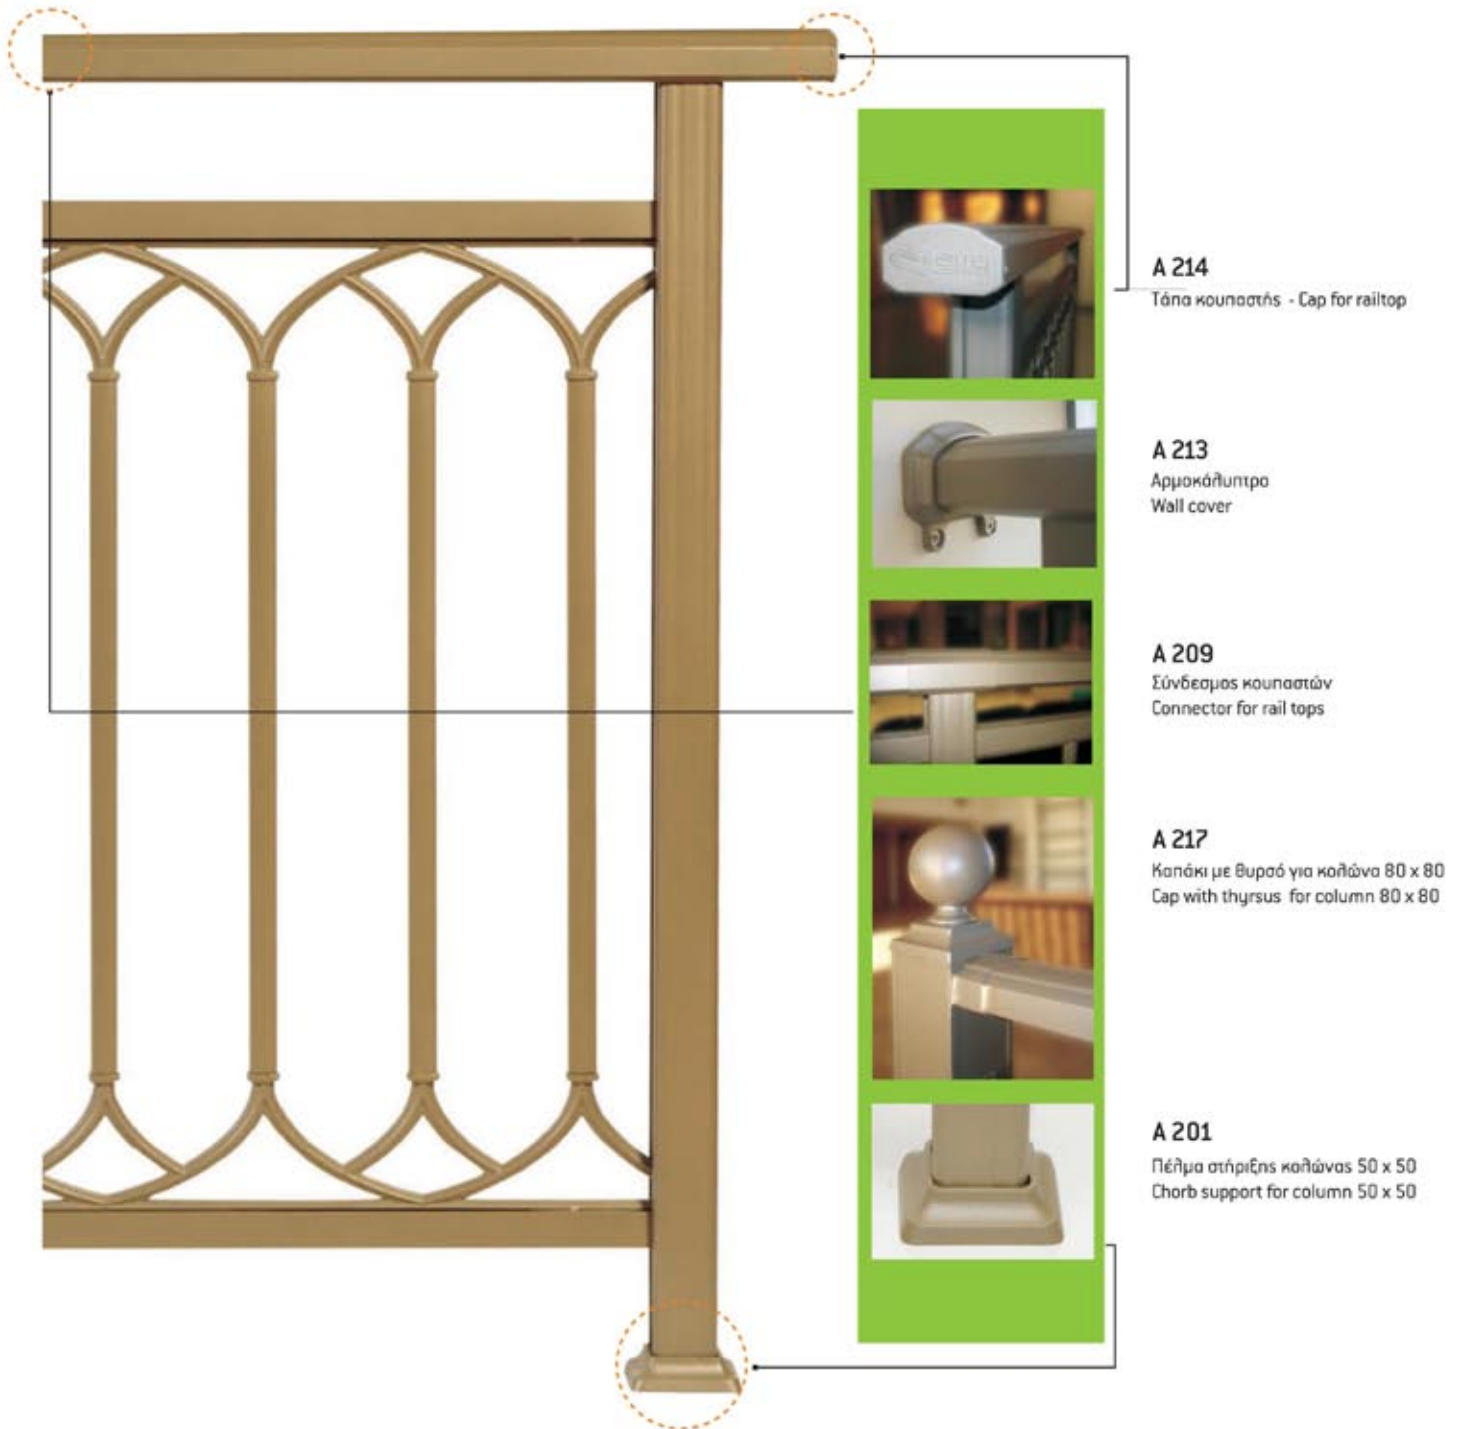 A 214
Τάπα κουπαστής - Cap for railtop
A 213
Αρμοκάλυπτρο
Wall cover
A 209
Σύνδεσμος κουπαστών
Connector for rail tops
A 217
Καπάκι με θυρσό για κολώνα 80 x 80
Cap with thyrsus for column 80 x 80
A 201
Πέλμα στήριξης κολώνας 50 x 50
Chorb support for column 50 x 50